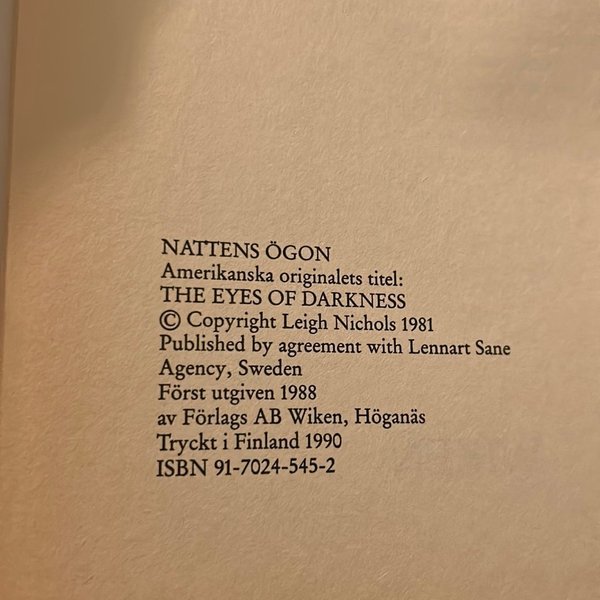 NATTENS ÖGON
Amerikanska originalets titel:
THE EYES OF DARKNESS
© Copyright Leigh Nichols 1981
Published by agreement with Lennart Sane
Agency, Sweden
Först utgiven 1988
av Förlags AB Wiken, Höganäs
Tryckt i Finland 1990
ISBN 91-7024-545-2